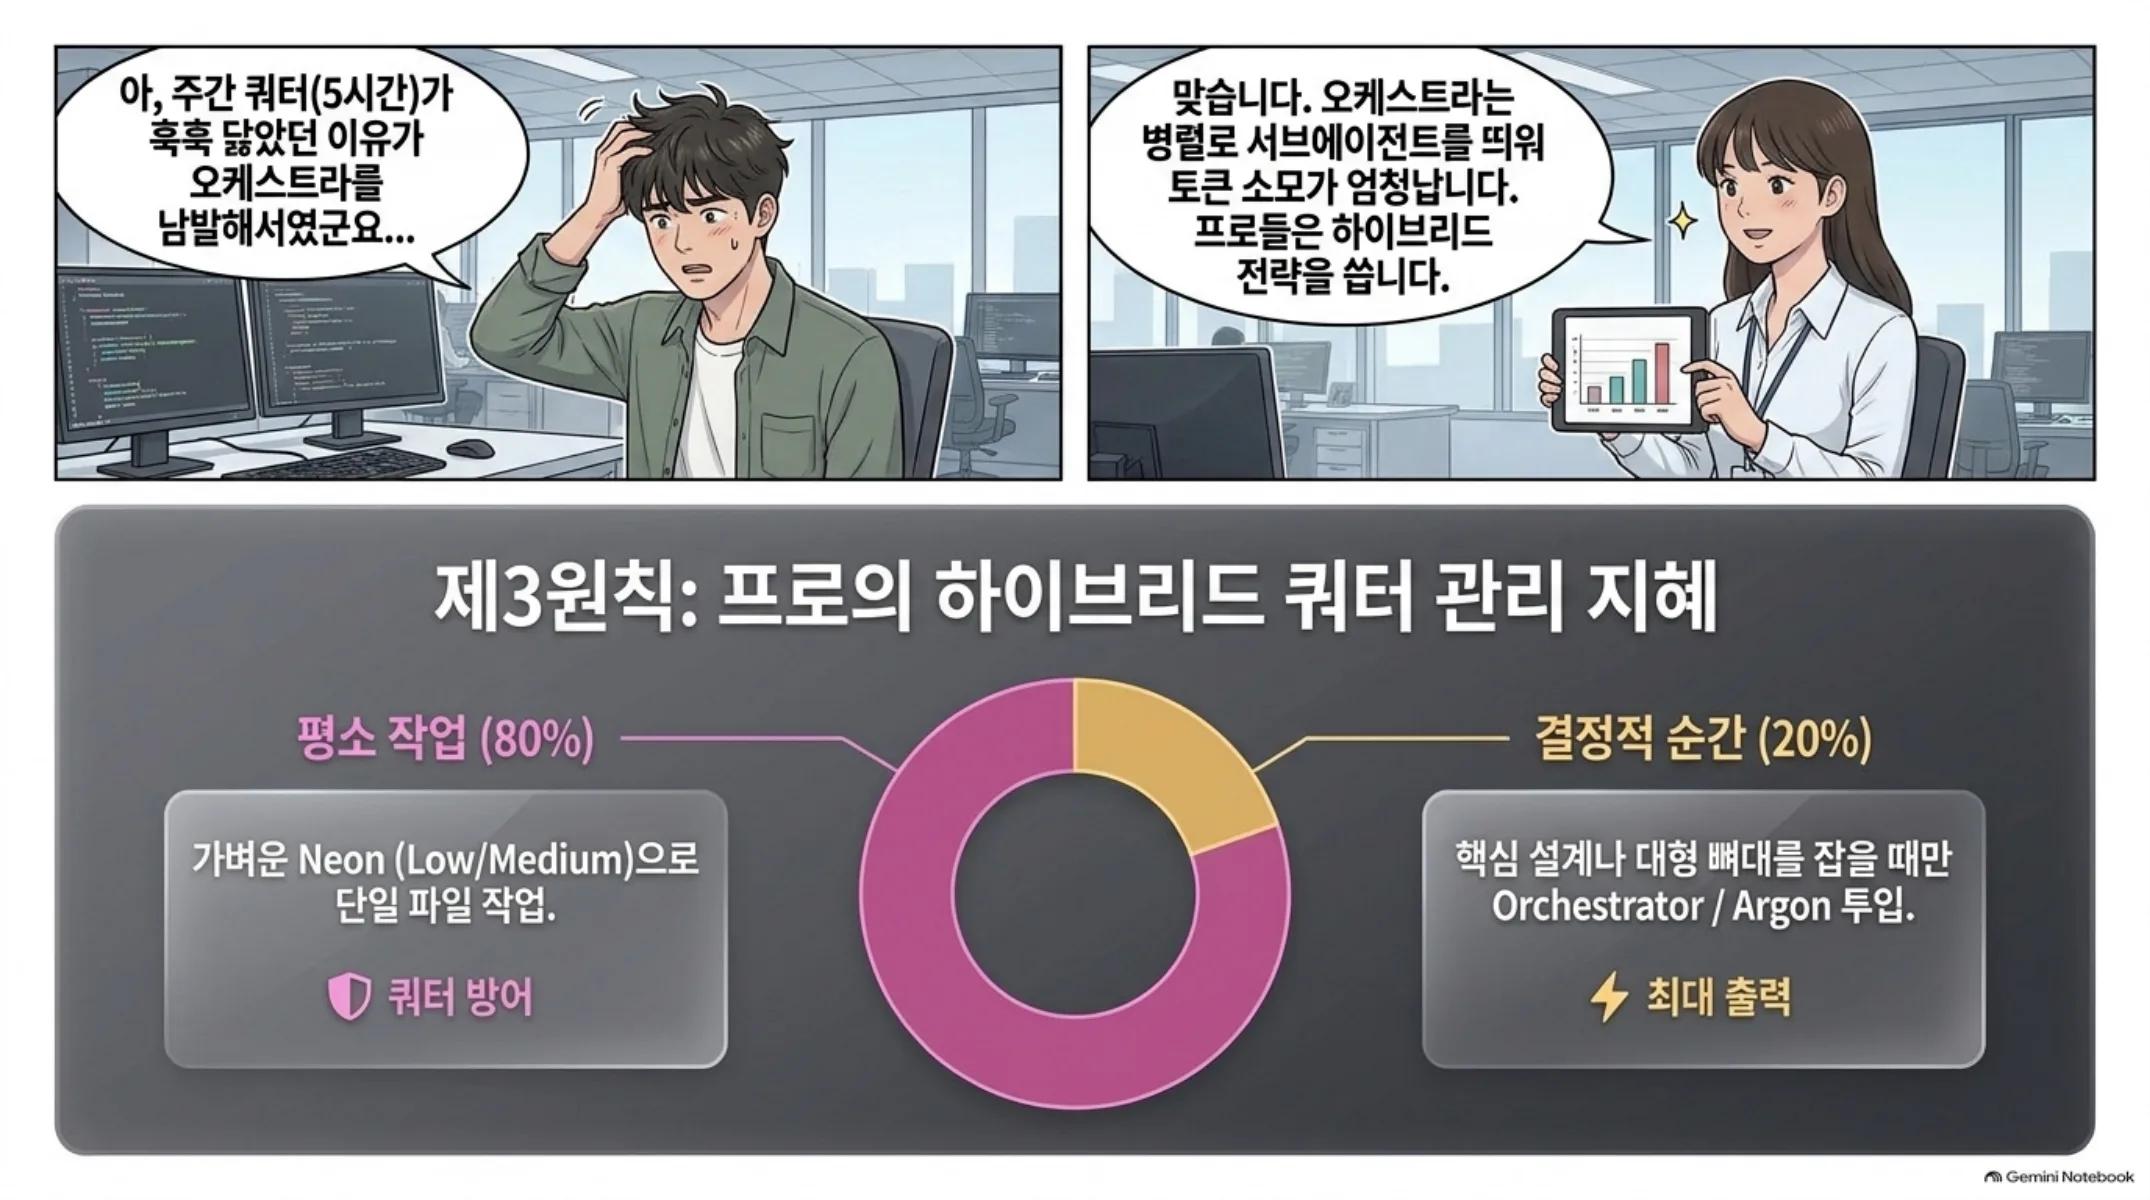 아, 주간 쿼터(5시간)가
훅훅 닳았던 이유가
오케스트라를
남발해서였군요...
맞습니다. 오케스트라는
병렬로 서브에이전트를 띄워
토큰 소모가 엄청납니다.
프로들은 하이브리드
전략을 씁니다.
제3원칙: 프로의 하이브리드 쿼터 관리 지혜
평소 작업 (80%)
가벼운 Neon (Low/Medium)으로
단일 파일 작업.
쿼터 방어
결정적 순간 (20%)
핵심 설계나 대형 뼈대를 잡을 때만
Orchestrator / Argon 투입.
최대 출력
Gemini Notebook